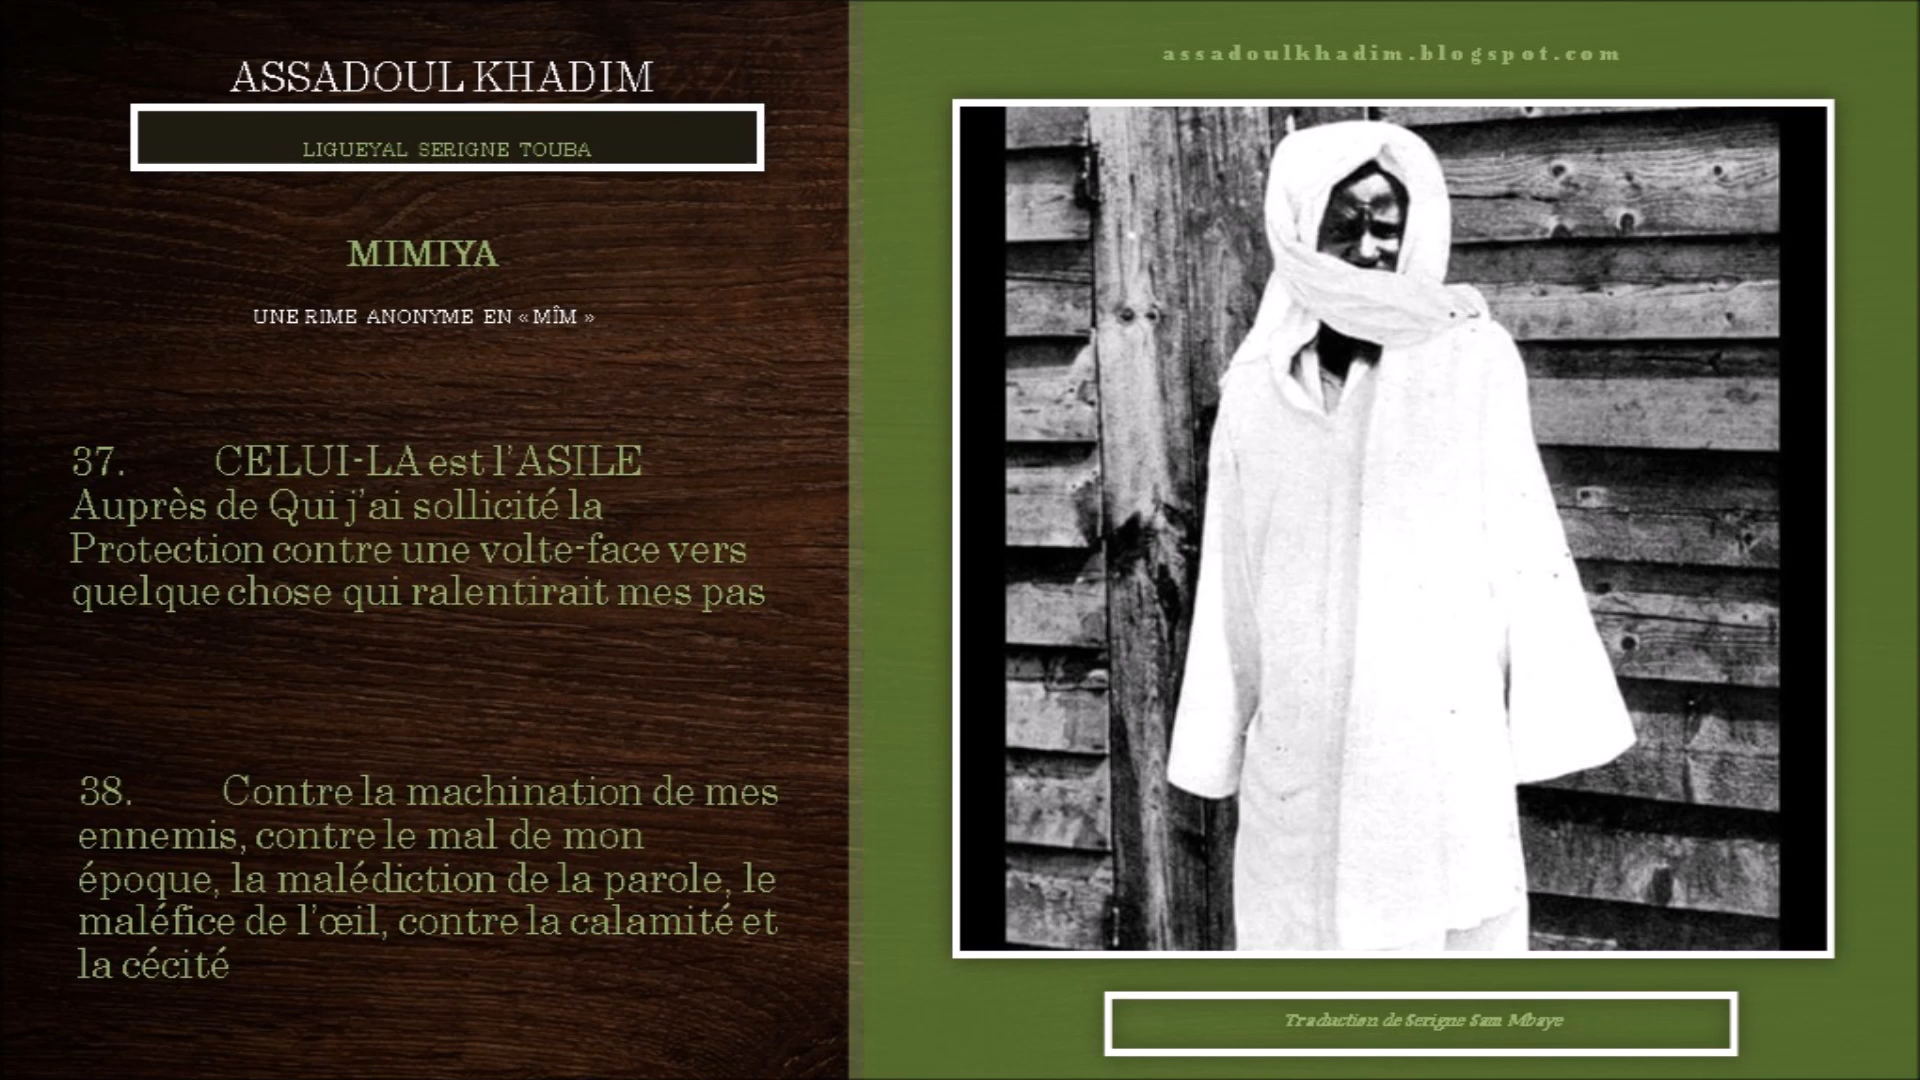 ASSADOUL KHADIM
LIGUEYAL SERIGNE TOUBA
MIMIYA
UNE RIME ANONYME EN « MÎM »
37. CELUI-LA est l’ASILE
Auprès de Qui j’ai sollicité la
Protection contre une volte-face vers
quelque chose qui ralentirait mes pas
38. Contre la machination de mes
ennemis, contre le mal de mon
époque, la malédiction de la parole, le
maléfice de l’œil, contre la calamité et
la cécité
assadoulkhadim.blogspot.com
Traduction de Serigne Sam Mbaye